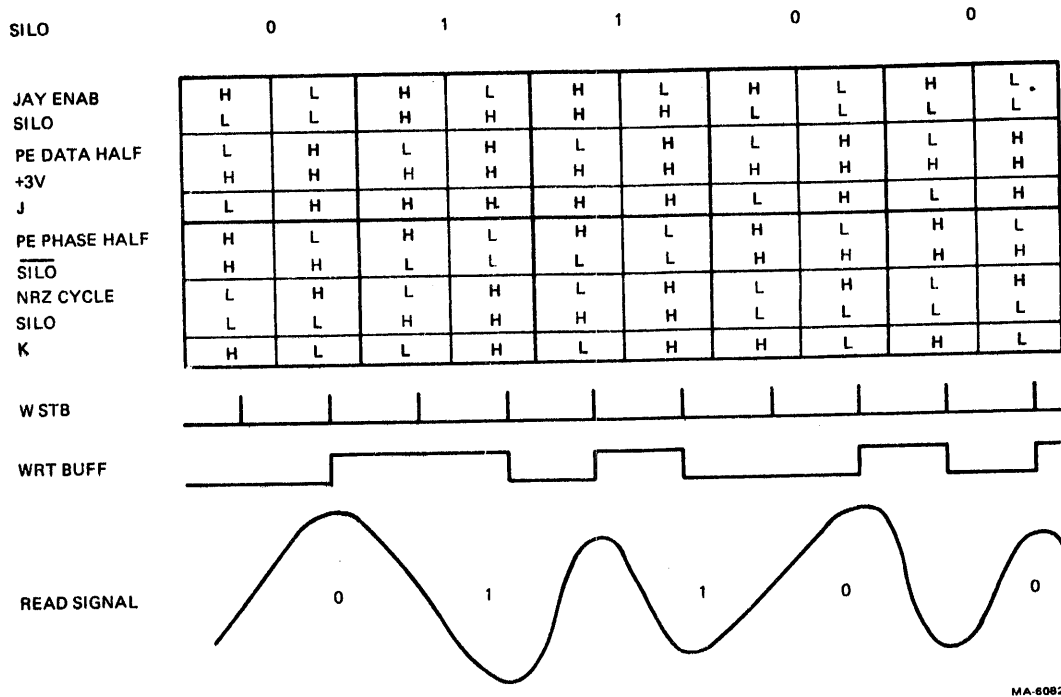 SILO 0 1 1 0 0
JAY ENAB H L H L H L H L H L
SILO L L H H H H L L L L
PE DATA HALF L H L H L H L H L H
+3V H H H H H H H H H H
J L H H H H H L H L H
PE PHASE HALF H L H L H L H L H L
SILO H H L L L L H H H H
NRZ CYCLE L H L H L H L H L H
SILO L L H H H H L L L L
K H L L H L H H L H L
W STB
WRT BUFF
READ SIGNAL 0 1 1 0 0
MA-6082